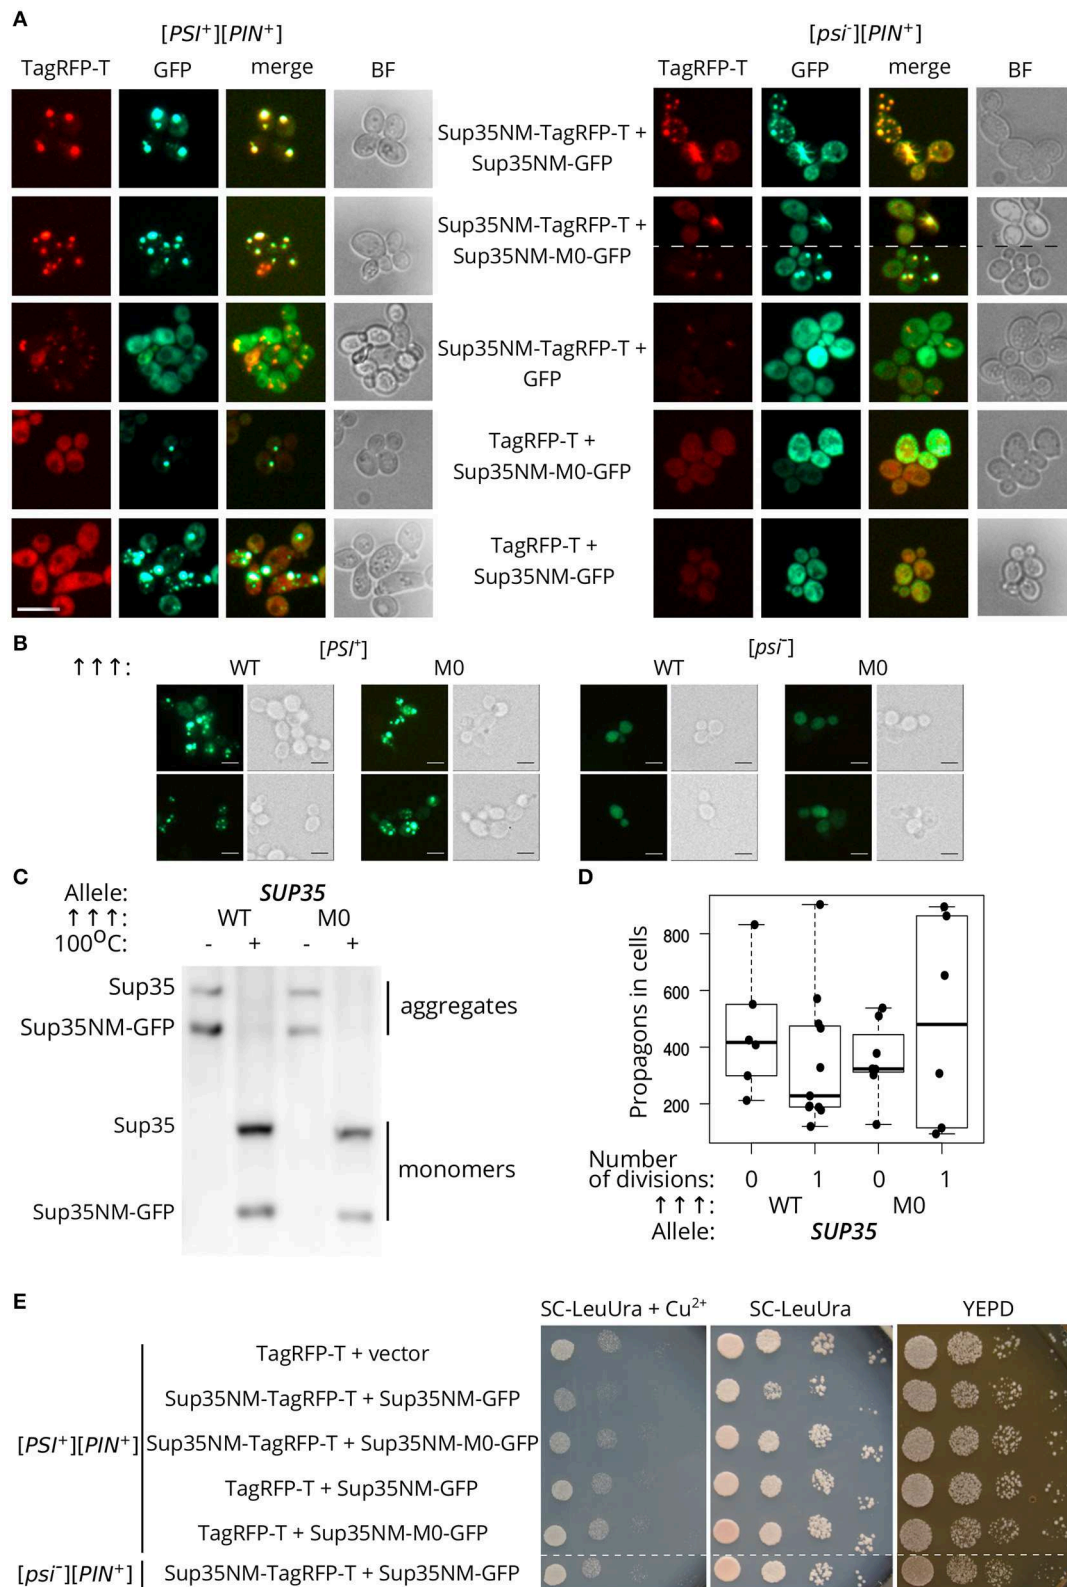 A
[PSI⁺][PIN⁺]
[psi⁻][PIN⁺]
TagRFP-T GFP merge BF
TagRFP-T GFP merge BF
Sup35NM-TagRFP-T +
Sup35NM-GFP
Sup35NM-TagRFP-T +
Sup35NM-M0-GFP
Sup35NM-TagRFP-T +
GFP
TagRFP-T +
Sup35NM-M0-GFP
TagRFP-T +
Sup35NM-GFP
B
[PSI⁺]
[psi⁻]
↑↑↑: WT M0 WT M0
C
Allele: SUP35
↑↑↑: WT M0
100⁰C: - + - +
Sup35
Sup35NM-GFP
aggregates
Sup35
Sup35NM-GFP
monomers
D
Propagons in cells
800
600
400
200
Number
of divisions: 0 1 0 1
↑↑↑: WT M0
Allele: SUP35
E
SC-LeuUra + Cu²⁺ SC-LeuUra YEPD
[PSI⁺][PIN⁺]
TagRFP-T + vector
Sup35NM-TagRFP-T + Sup35NM-GFP
Sup35NM-TagRFP-T + Sup35NM-M0-GFP
TagRFP-T + Sup35NM-GFP
TagRFP-T + Sup35NM-M0-GFP
[psi⁻][PIN⁺] Sup35NM-TagRFP-T + Sup35NM-GFP